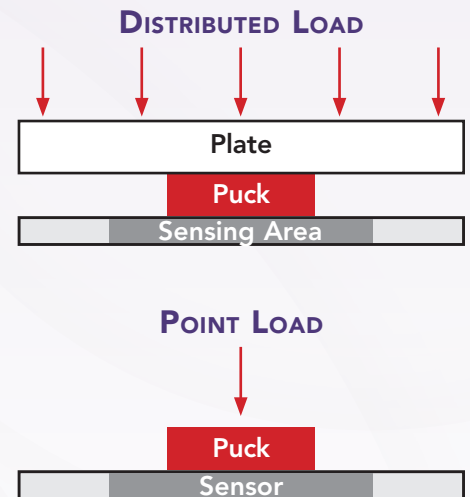 Distributed Load
Plate
Puck
Sensing Area
Point Load
Puck
Sensor